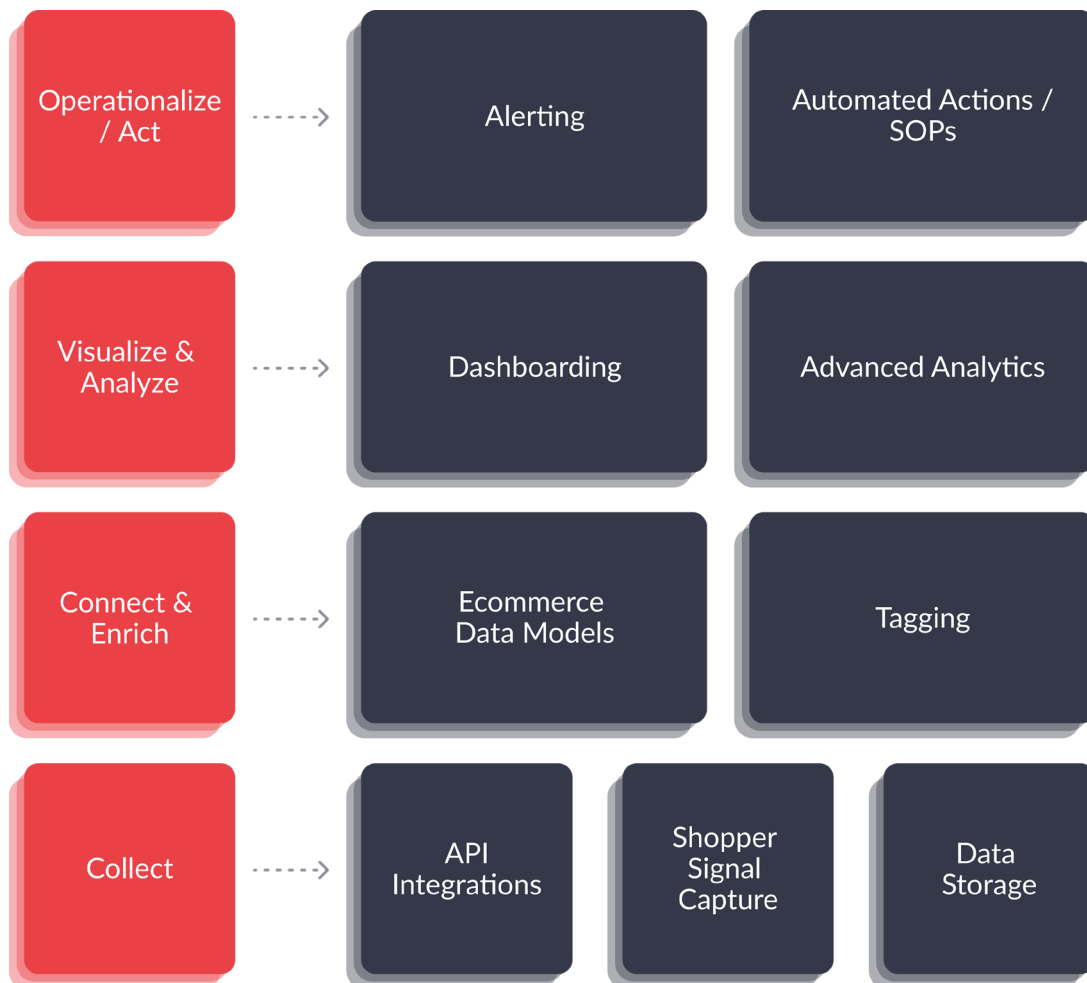 Operationalize
/ Act
Alerting
Automated Actions /
SOPs
Visualize &
Analyze
Dashboarding
Advanced Analytics
Connect &
Enrich
Ecommerce
Data Models
Tagging
Collect
API
Integrations
Shopper
Signal
Capture
Data
Storage